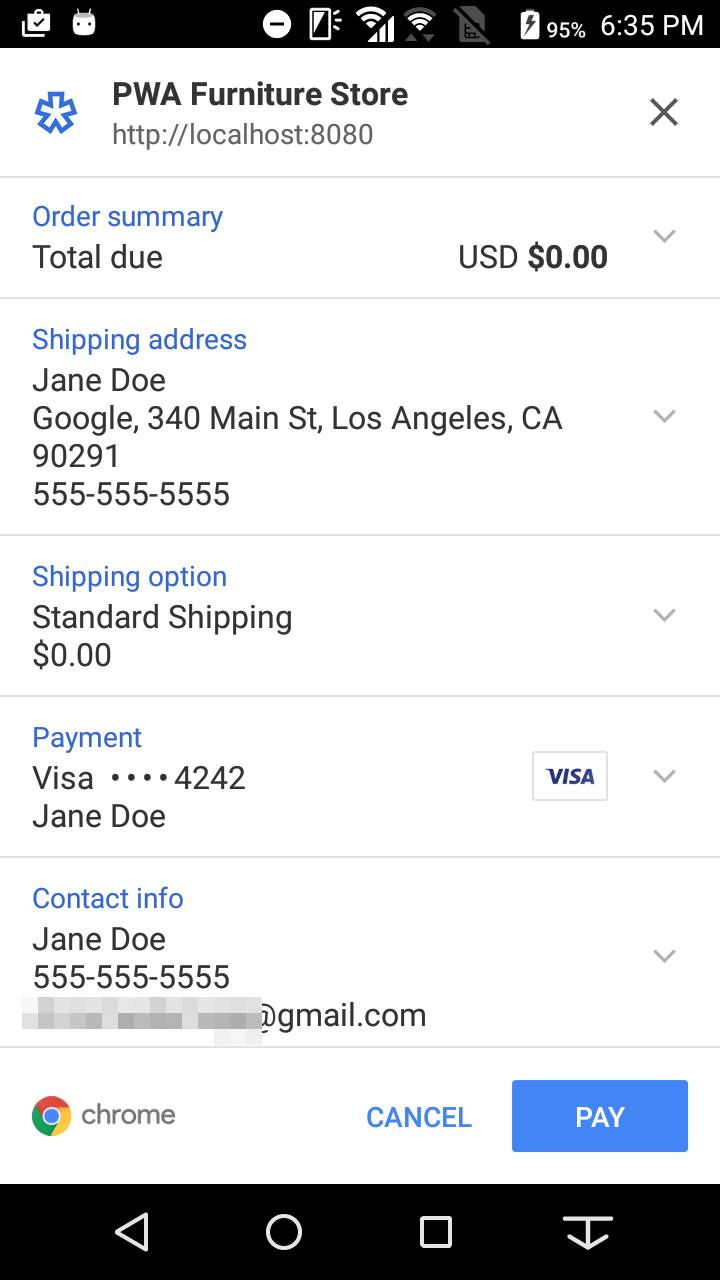 95% 6:35 PM
PWA Furniture Store
http://localhost:8080
Order summary
Total due USD $0.00
Shipping address
Jane Doe
Google, 340 Main St, Los Angeles, CA
90291
555-555-5555
Shipping option
Standard Shipping
$0.00
Payment
Visa ････4242 VISA
Jane Doe
Contact info
Jane Doe
555-555-5555
@gmail.com
chrome CANCEL PAY